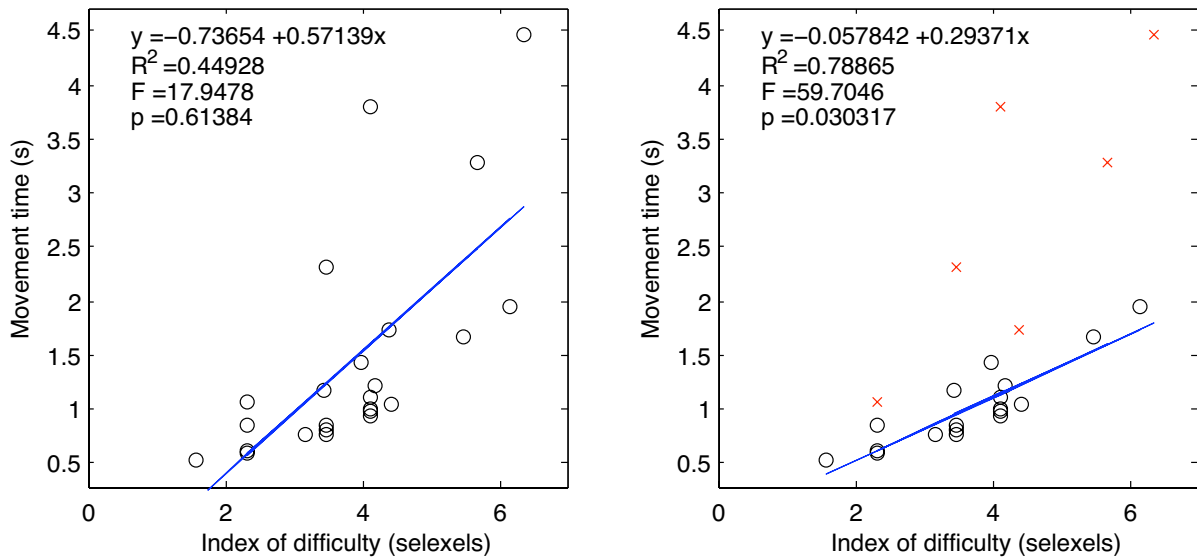 y =−0.73654 +0.57139x
R² =0.44928
F =17.9478
p =0.61384
4.5
4
3.5
3
2.5
2
1.5
1
0.5
0 2 4 6
Movement time (s)
Index of difficulty (selexels)
y =−0.057842 +0.29371x
R² =0.78865
F =59.7046
p =0.030317
4.5
4
3.5
3
2.5
2
1.5
1
0.5
0 2 4 6
Movement time (s)
Index of difficulty (selexels)